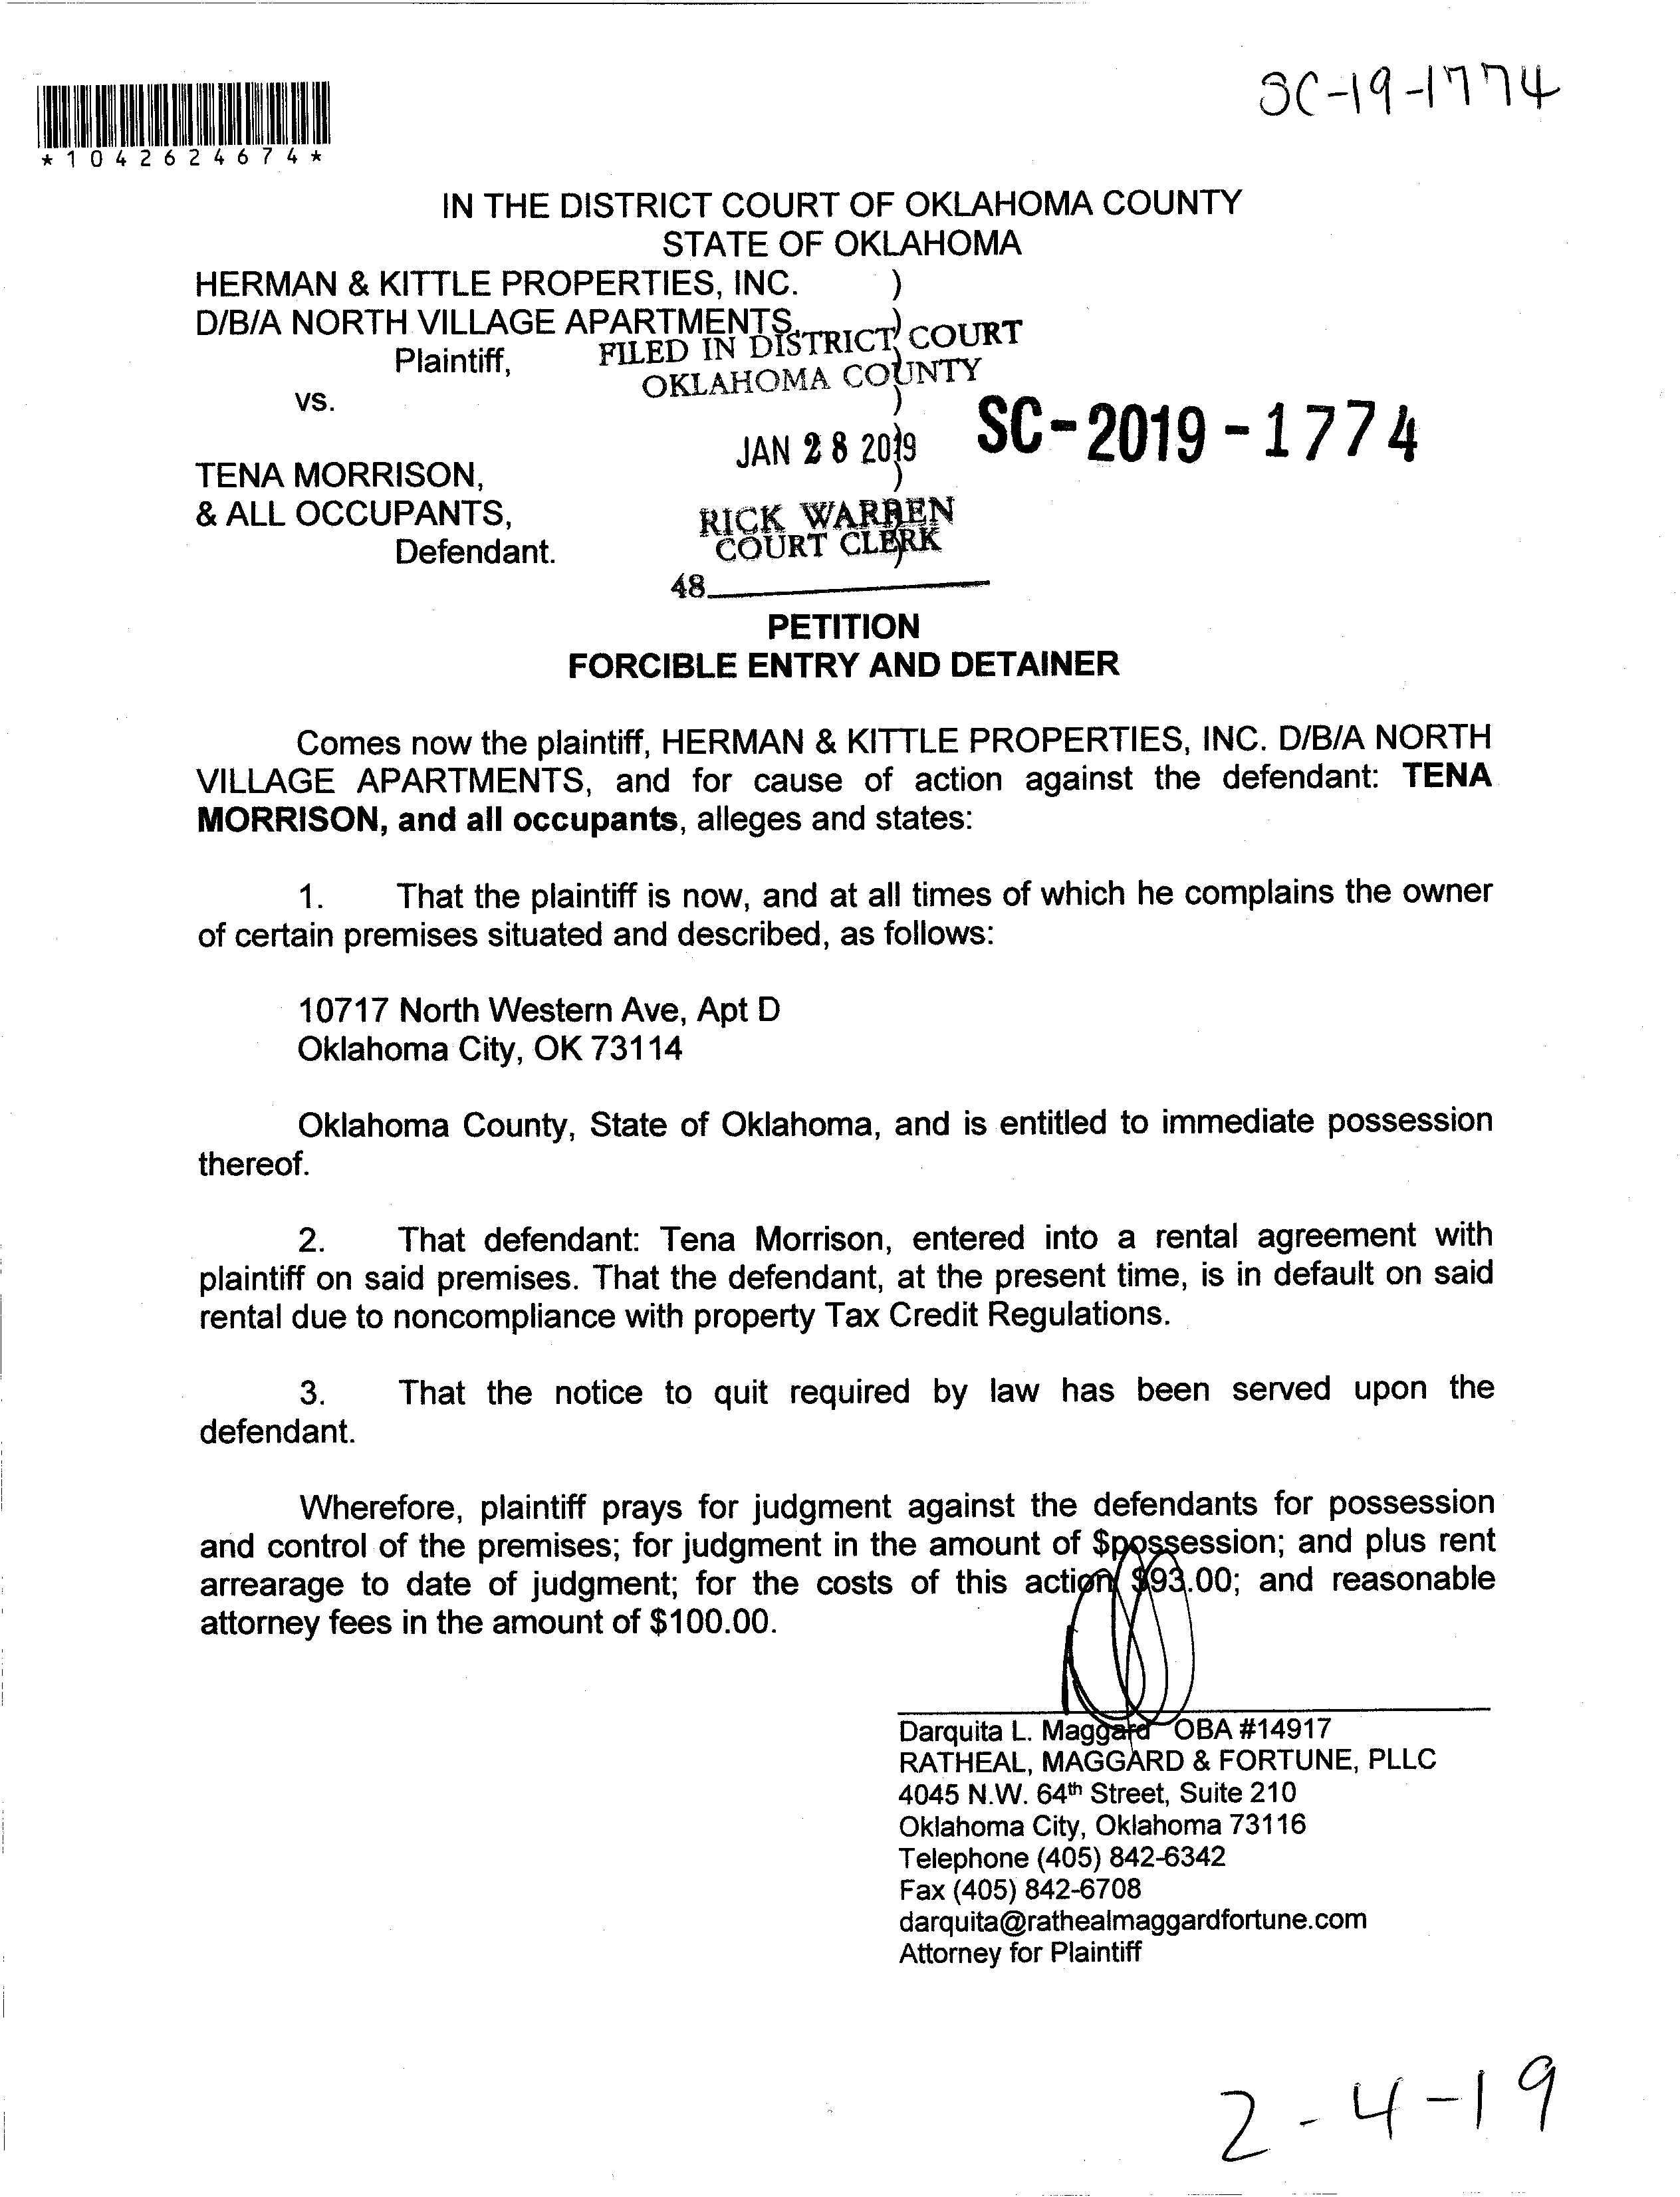 SC-19-1774
*1042624674*
IN THE DISTRICT COURT OF OKLAHOMA COUNTY
STATE OF OKLAHOMA
HERMAN & KITTLE PROPERTIES, INC. )
D/B/A NORTH VILLAGE APARTMENTS, )
Plaintiff, )
FILED IN DISTRICT COURT
OKLAHOMA COUNTY
vs. )
JAN 28 2019
SC-2019-1774
TENA MORRISON, )
& ALL OCCUPANTS,
RICK WARREN
COURT CLERK
Defendant. )
48
PETITION
FORCIBLE ENTRY AND DETAINER
Comes now the plaintiff, HERMAN & KITTLE PROPERTIES, INC. D/B/A NORTH
VILLAGE APARTMENTS, and for cause of action against the defendant: TENA
MORRISON, and all occupants, alleges and states:
1. That the plaintiff is now, and at all times of which he complains the owner
of certain premises situated and described, as follows:
10717 North Western Ave, Apt D
Oklahoma City, OK 73114
Oklahoma County, State of Oklahoma, and is entitled to immediate possession
thereof.
2. That defendant: Tena Morrison, entered into a rental agreement with
plaintiff on said premises. That the defendant, at the present time, is in default on said
rental due to noncompliance with property Tax Credit Regulations.
3. That the notice to quit required by law has been served upon the
defendant.
Wherefore, plaintiff prays for judgment against the defendants for possession
and control of the premises; for judgment in the amount of $possession; and plus rent
arrearage to date of judgment; for the costs of this action $93.00; and reasonable
attorney fees in the amount of $100.00.
Darquita L. Maggard OBA #14917
RATHEAL, MAGGARD & FORTUNE, PLLC
4045 N.W. 64th Street, Suite 210
Oklahoma City, Oklahoma 73116
Telephone (405) 842-6342
Fax (405) 842-6708
darquita@rathealmaggardfortune.com
Attorney for Plaintiff
2-4-19